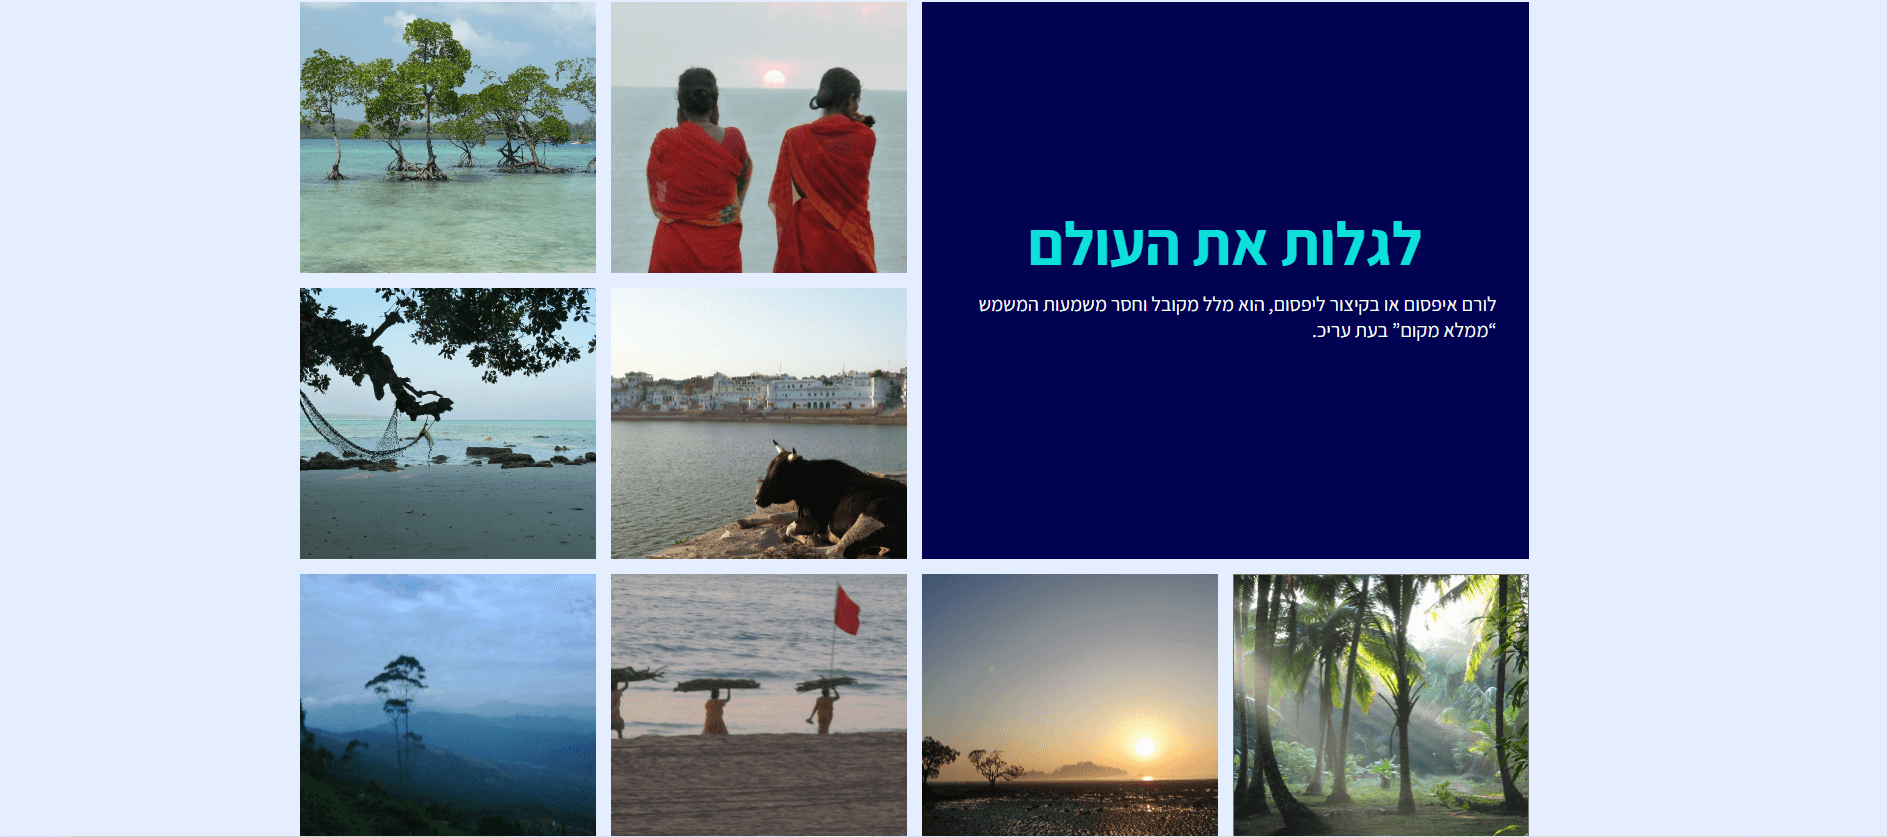 לגלות את העולם
לורם איפסום או בקיצור ליפסום, הוא מלל מקובל וחסר משמעות המשמש
“ממלא מקום” בעת עריכ.